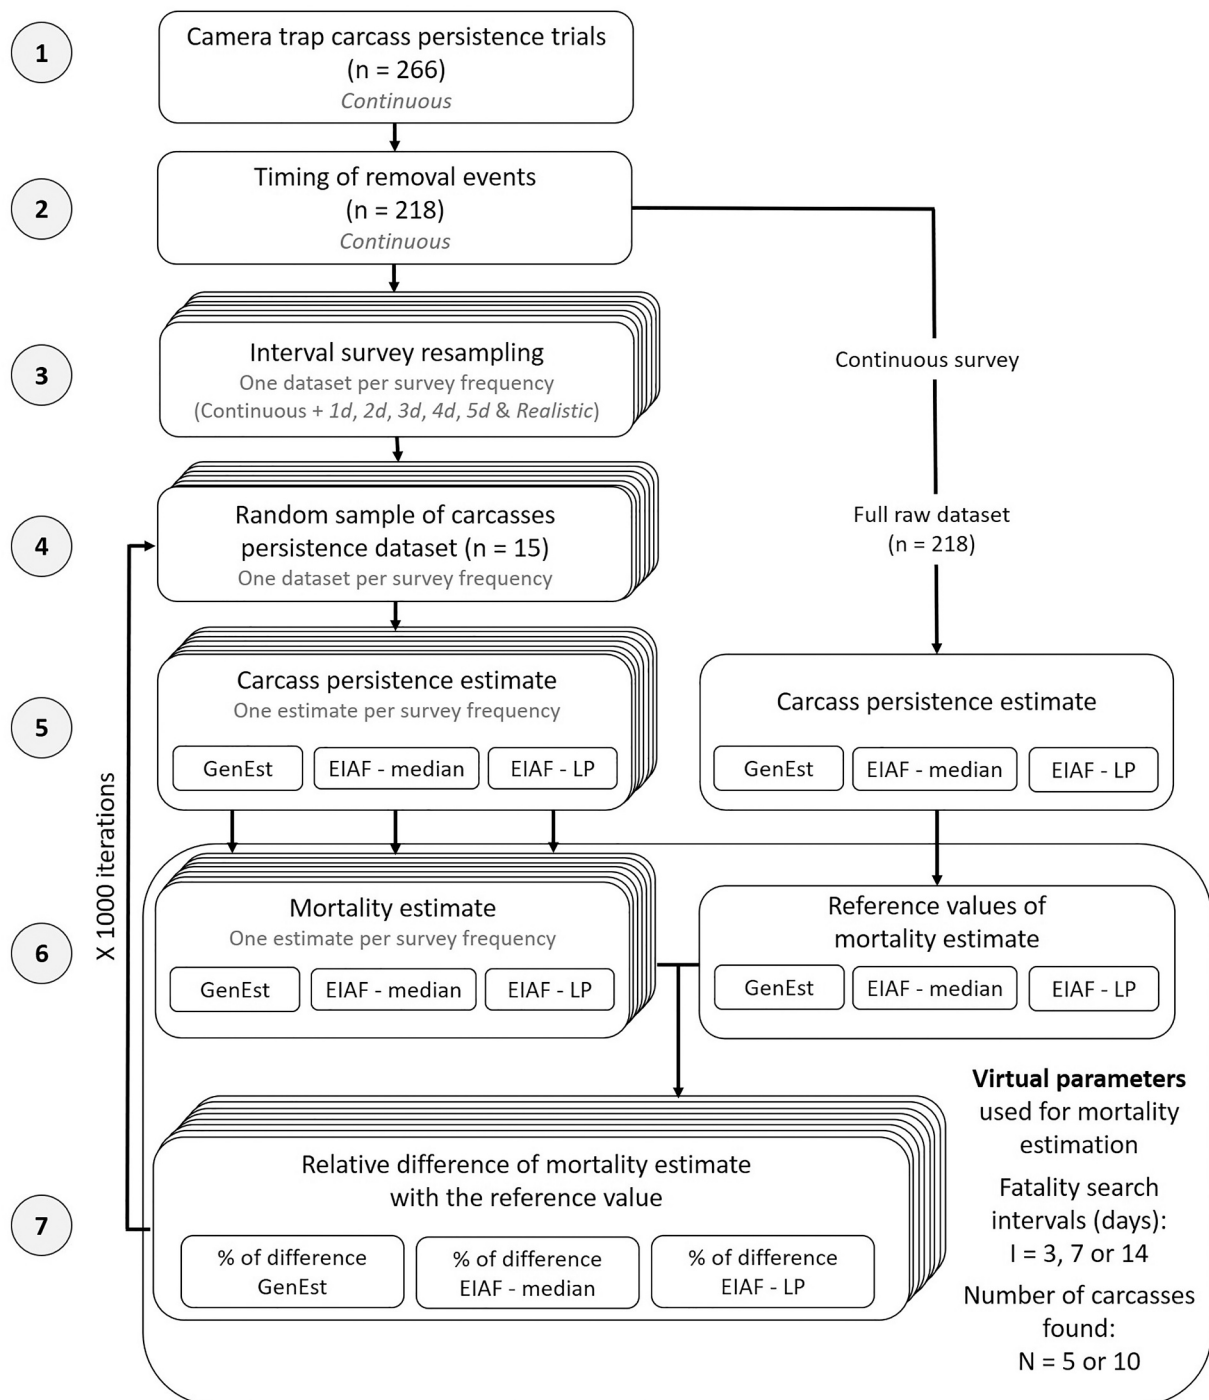 1
Camera trap carcass persistence trials
(n = 266)
Continuous
2
Timing of removal events
(n = 218)
Continuous
3
Interval survey resampling
One dataset per survey frequency
(Continuous + 1d, 2d, 3d, 4d, 5d & Realistic)
Continuous survey
4
Random sample of carcasses
persistence dataset (n = 15)
One dataset per survey frequency
Full raw dataset
(n = 218)
5
Carcass persistence estimate
One estimate per survey frequency
GenEst
EIAF - median
EIAF - LP
Carcass persistence estimate
GenEst
EIAF - median
EIAF - LP
X 1000 iterations
6
Mortality estimate
One estimate per survey frequency
GenEst
EIAF - median
EIAF - LP
Reference values of
mortality estimate
GenEst
EIAF - median
EIAF - LP
7
Relative difference of mortality estimate
with the reference value
% of difference
GenEst
% of difference
EIAF - median
% of difference
EIAF - LP
Virtual parameters
used for mortality
estimation
Fatality search
intervals (days):
I = 3, 7 or 14
Number of carcasses
found:
N = 5 or 10